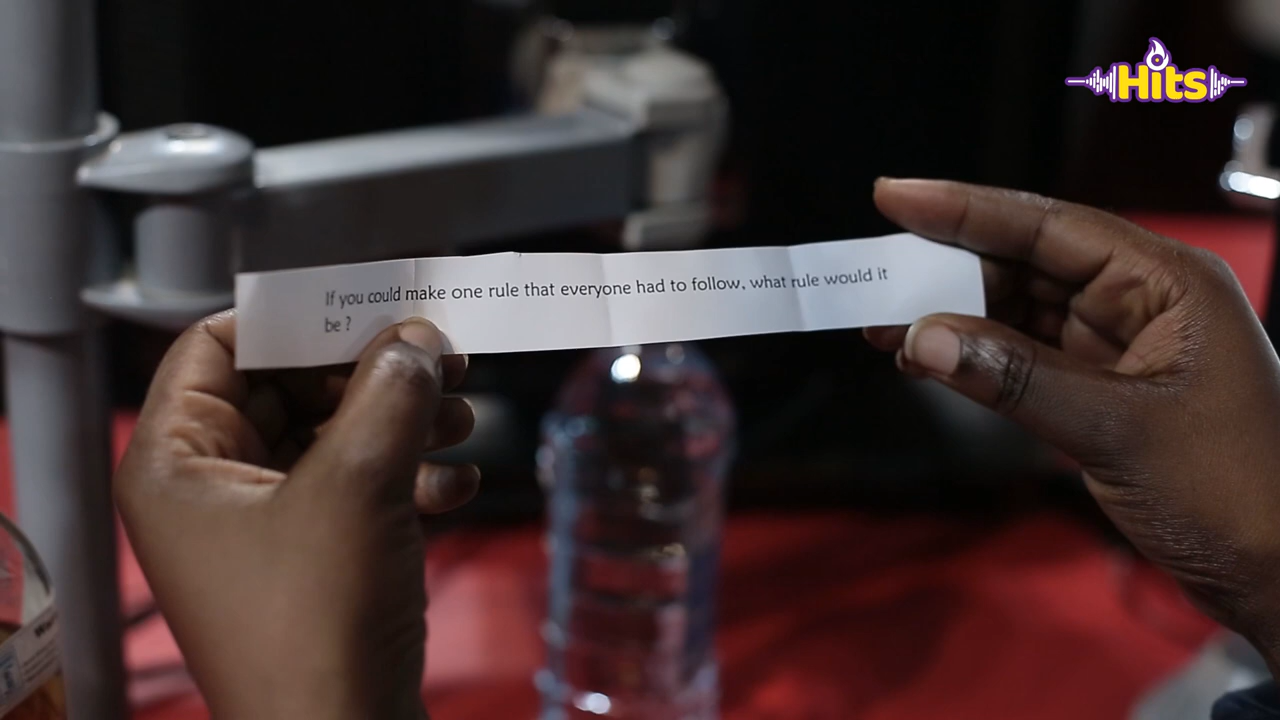 Hits
If you could make one rule that everyone had to follow, what rule would it
be ?